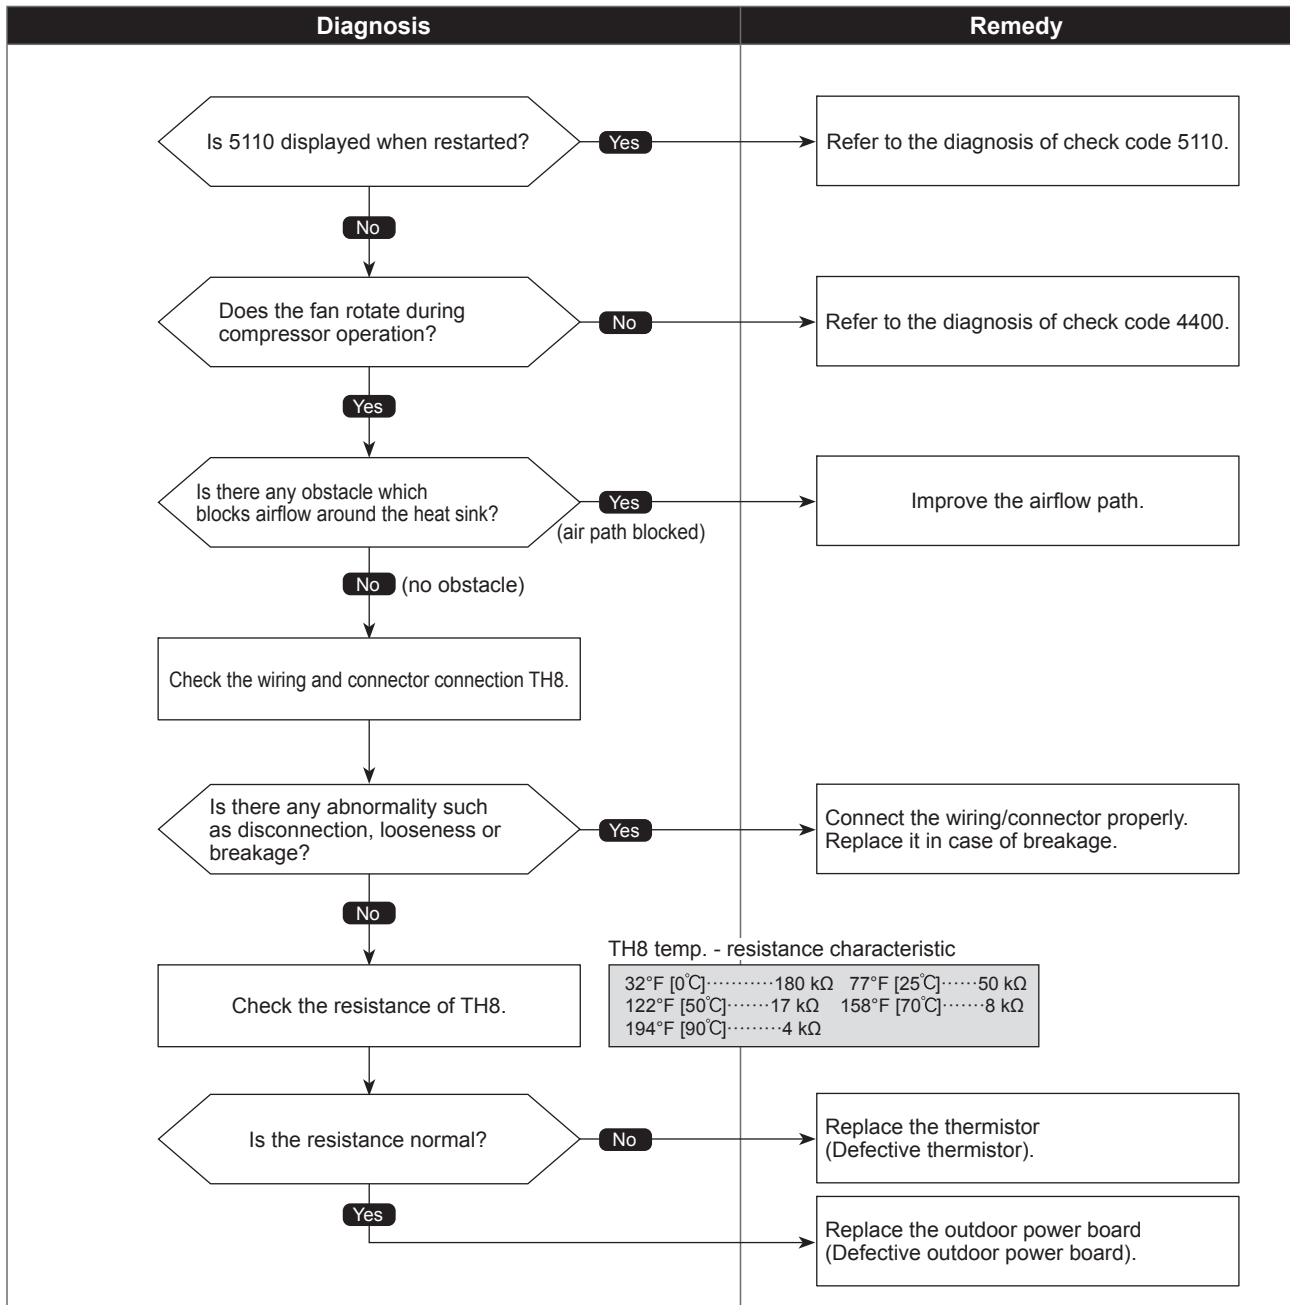 Diagnosis
Remedy
Is 5110 displayed when restarted?
Yes
Refer to the diagnosis of check code 5110.
No
Does the fan rotate during
compressor operation?
No
Refer to the diagnosis of check code 4400.
Yes
Is there any obstacle which
blocks airflow around the heat sink?
Yes
(air path blocked)
Improve the airflow path.
No (no obstacle)
Check the wiring and connector connection TH8.
Is there any abnormality such
as disconnection, looseness or
breakage?
Yes
Connect the wiring/connector properly.
Replace it in case of breakage.
No
TH8 temp. - resistance characteristic
32°F [0℃]···········180 kΩ 77°F [25℃]······50 kΩ
122°F [50℃]·······17 kΩ 158°F [70℃]·······8 kΩ
194°F [90℃]·········4 kΩ
Check the resistance of TH8.
Is the resistance normal?
No
Replace the thermistor
(Defective thermistor).
Yes
Replace the outdoor power board
(Defective outdoor power board).